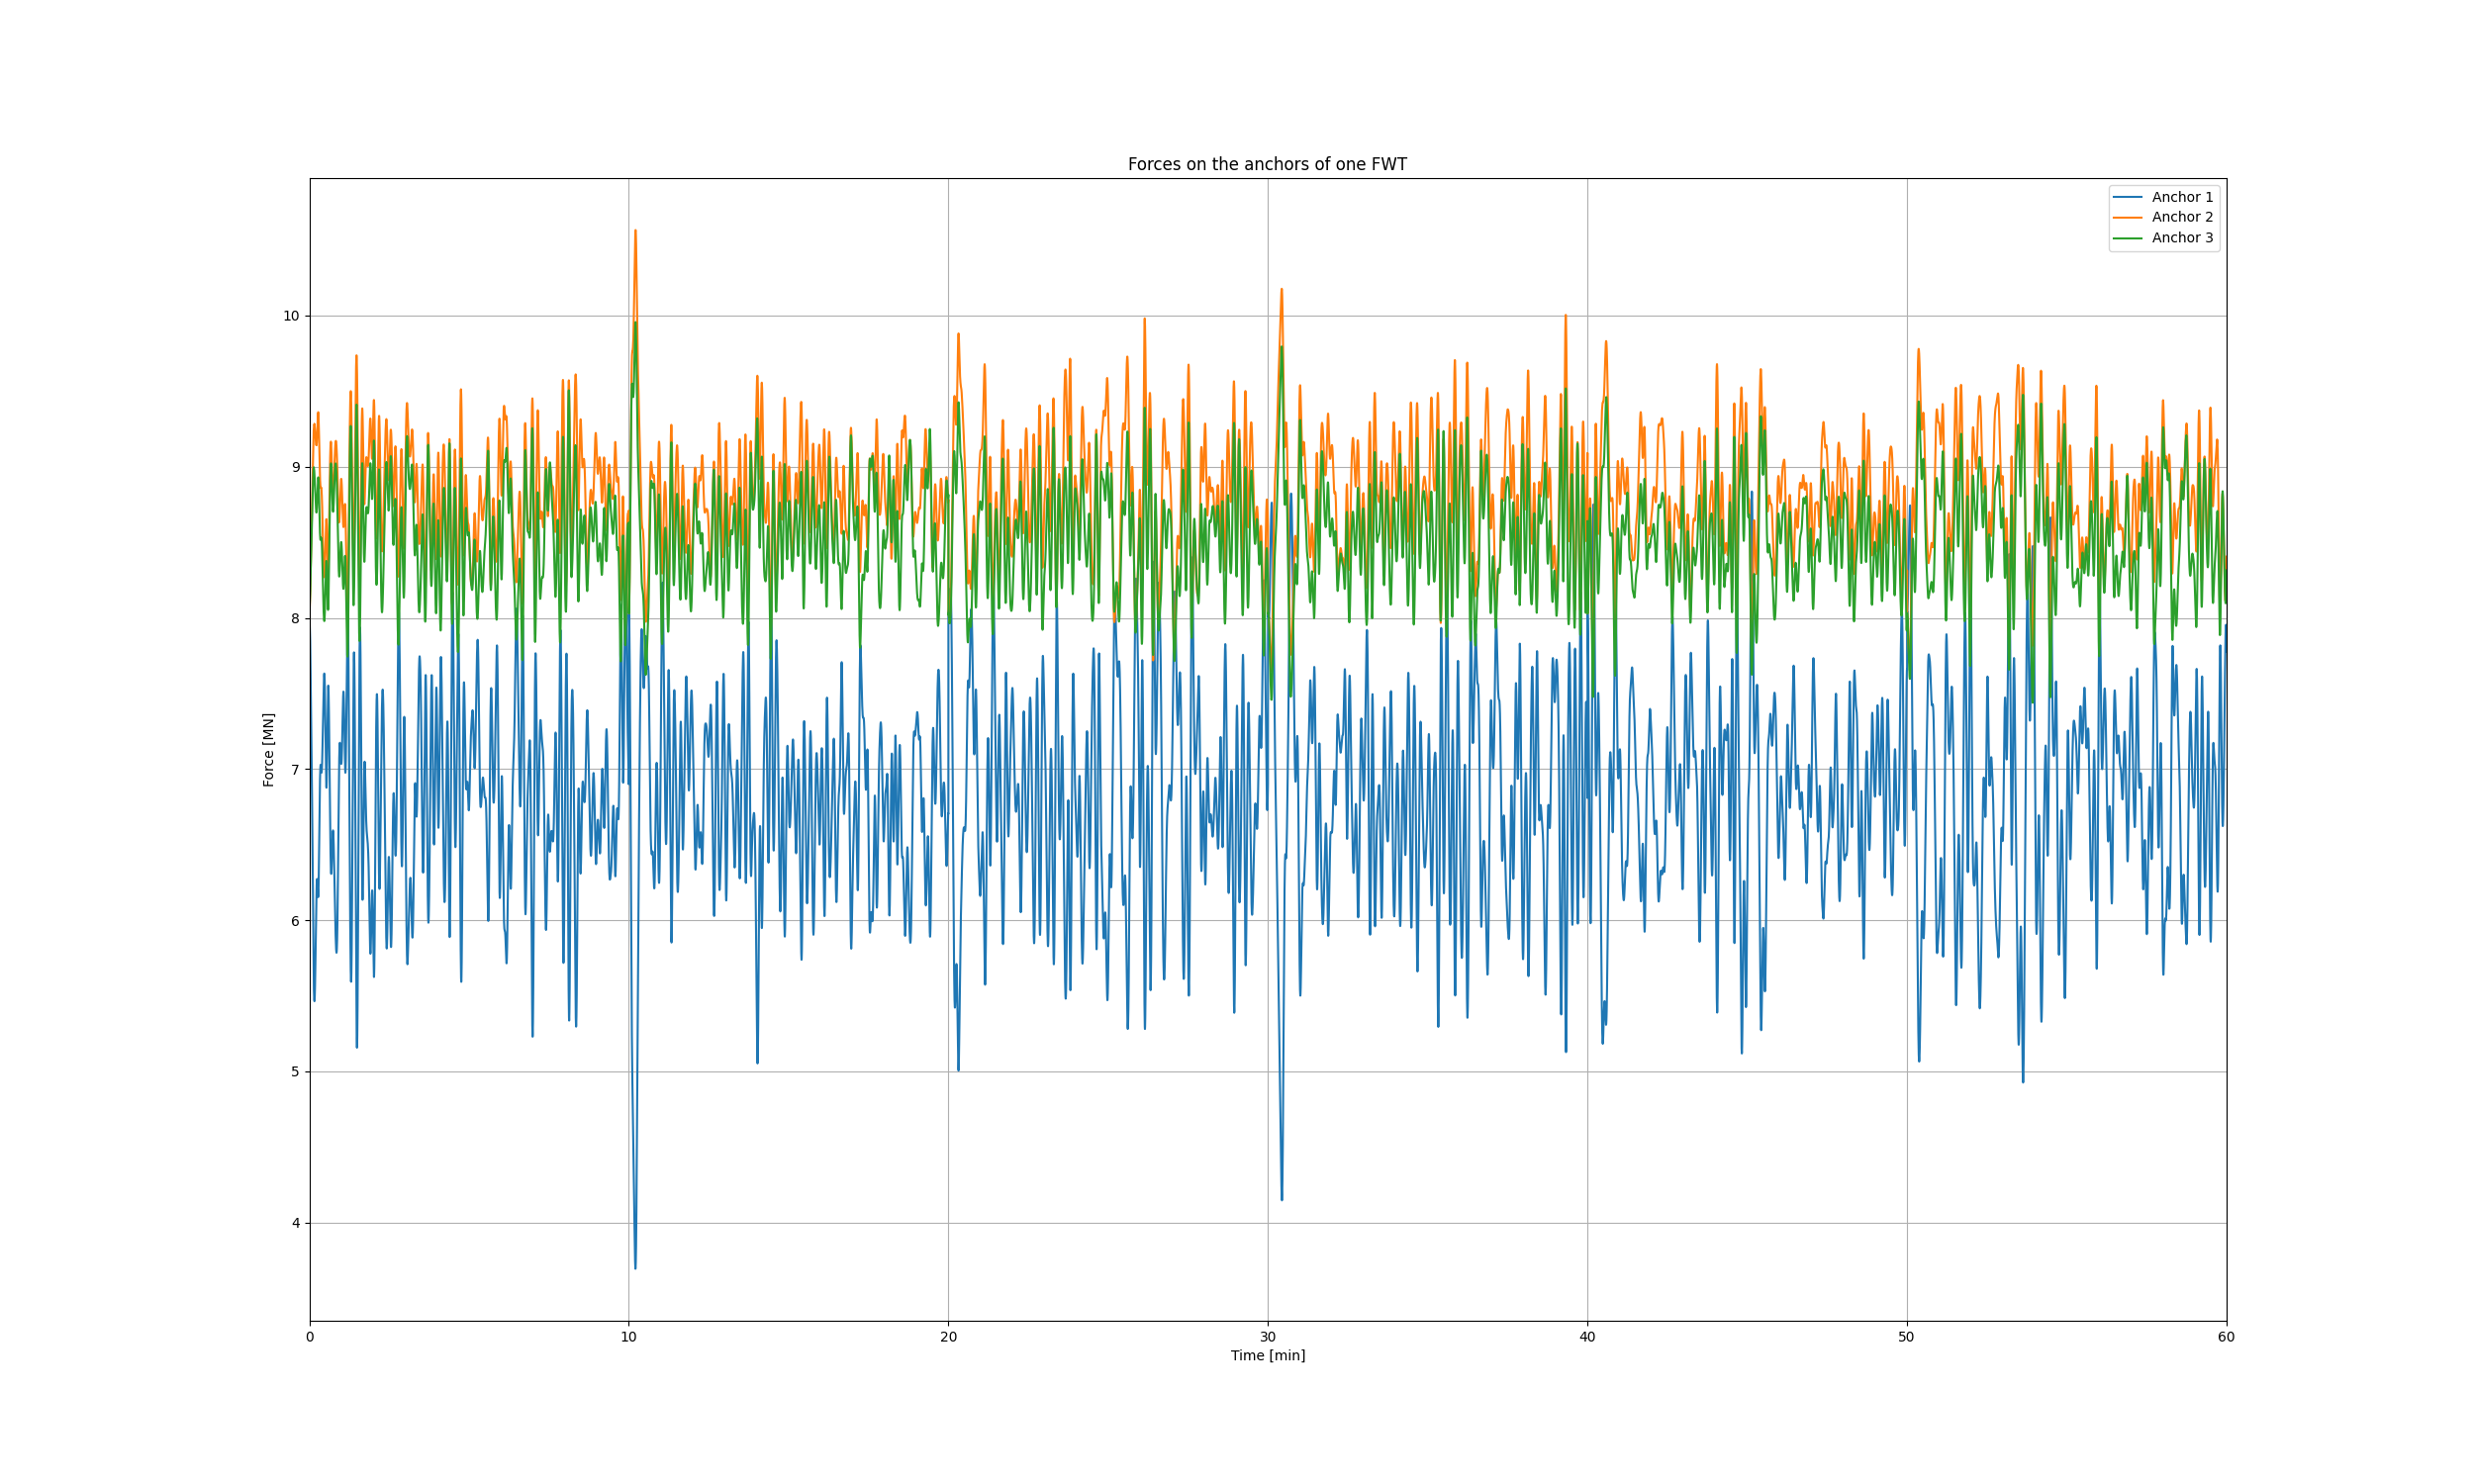 Forces on the anchors of one FWT
Anchor 1
Anchor 2
Anchor 3
Force [MN]
10
9
8
7
6
5
4
0 10 20 30 40 50 60
Time [min]